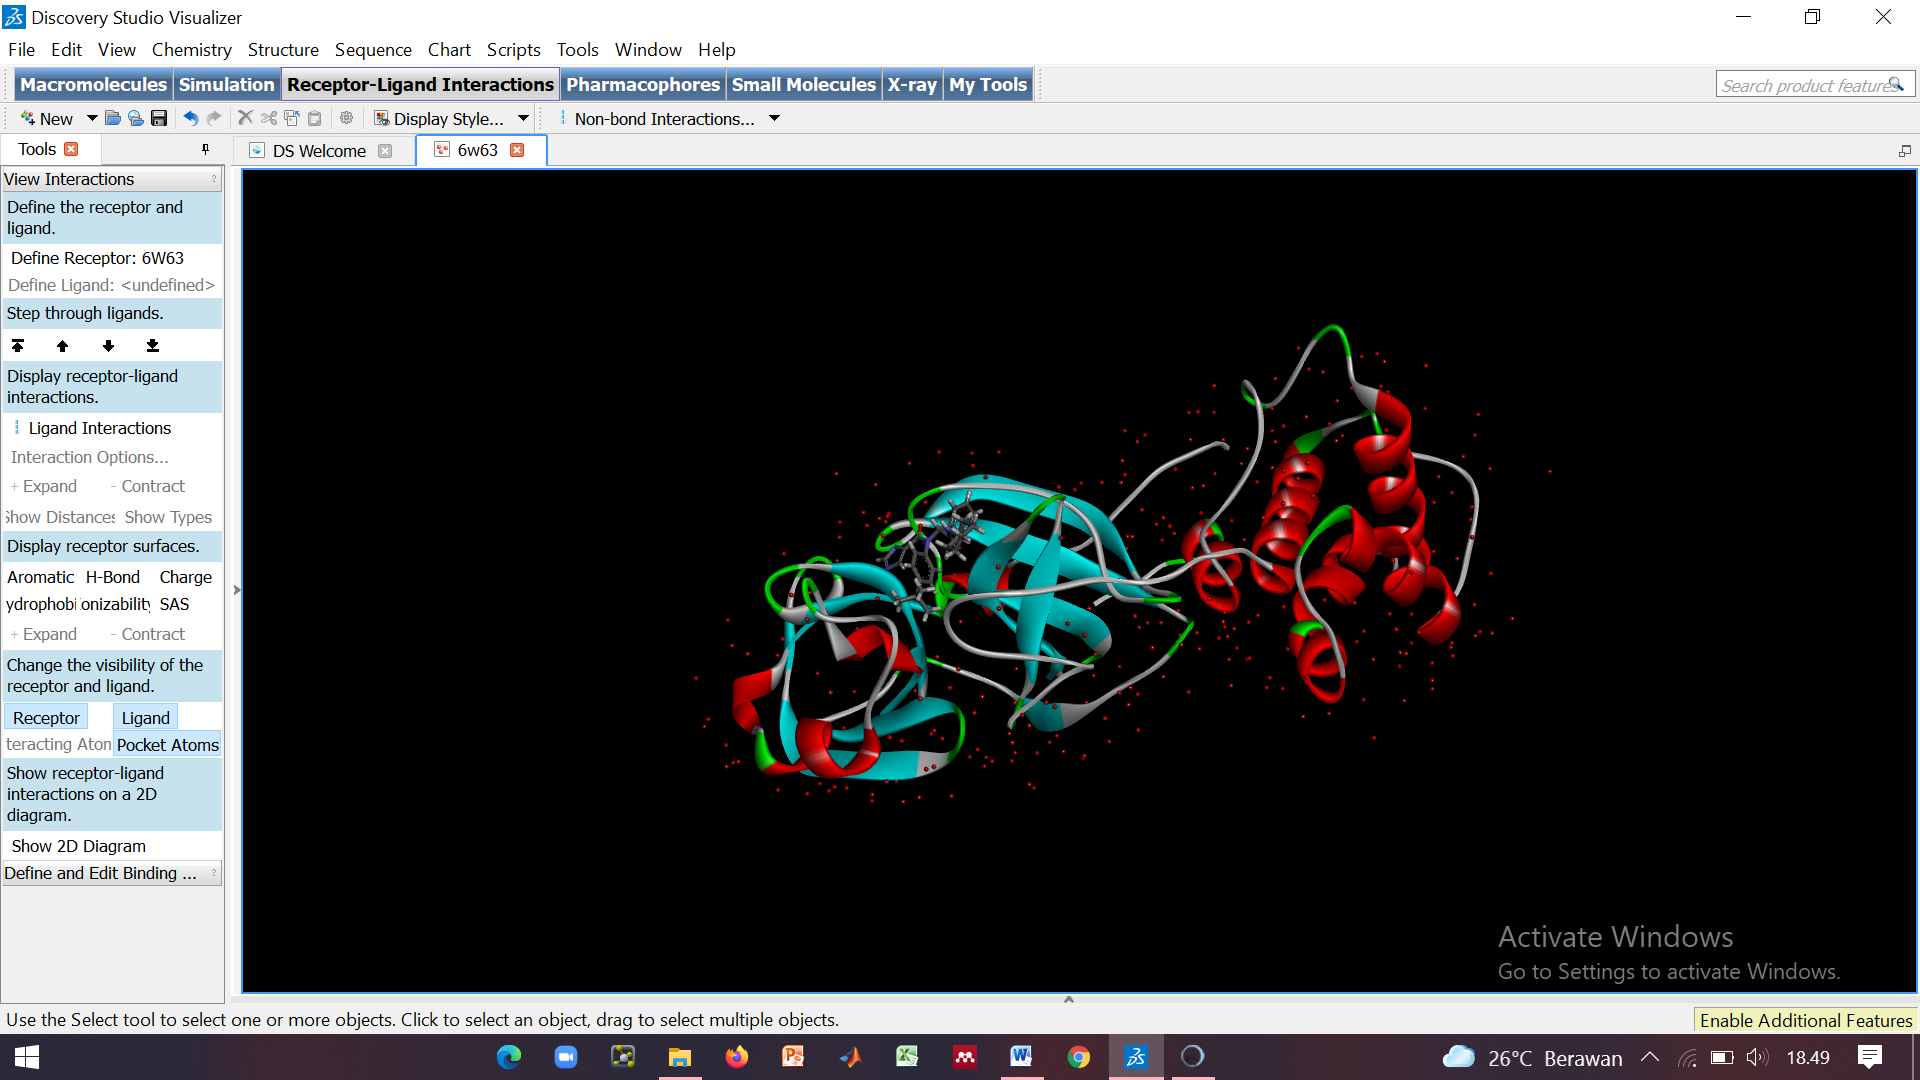 Discovery Studio Visualizer
File Edit View Chemistry Structure Sequence Chart Scripts Tools Window Help
Macromolecules Simulation Receptor-Ligand Interactions Pharmacophores Small Molecules X-ray My Tools
Search product features
New Display Style... Non-bond Interactions...
Tools DS Welcome 6w63
View Interactions ?
Define the receptor and
ligand.
Define Receptor: 6W63
Define Ligand: <undefined>
Step through ligands.
Display receptor-ligand
interactions.
Ligand Interactions
Interaction Options...
+ Expand - Contract
Show Distances Show Types
Display receptor surfaces.
Aromatic H-Bond Charge
ydrophobi onizability SAS
+ Expand - Contract
Change the visibility of the
receptor and ligand.
Receptor Ligand
teracting Aton Pocket Atoms
Show receptor-ligand
interactions on a 2D
diagram.
Show 2D Diagram
Define and Edit Binding ... ?
Activate Windows
Go to Settings to activate Windows.
Use the Select tool to select one or more objects. Click to select an object, drag to select multiple objects.
Enable Additional Features
26°C Berawan 18.49